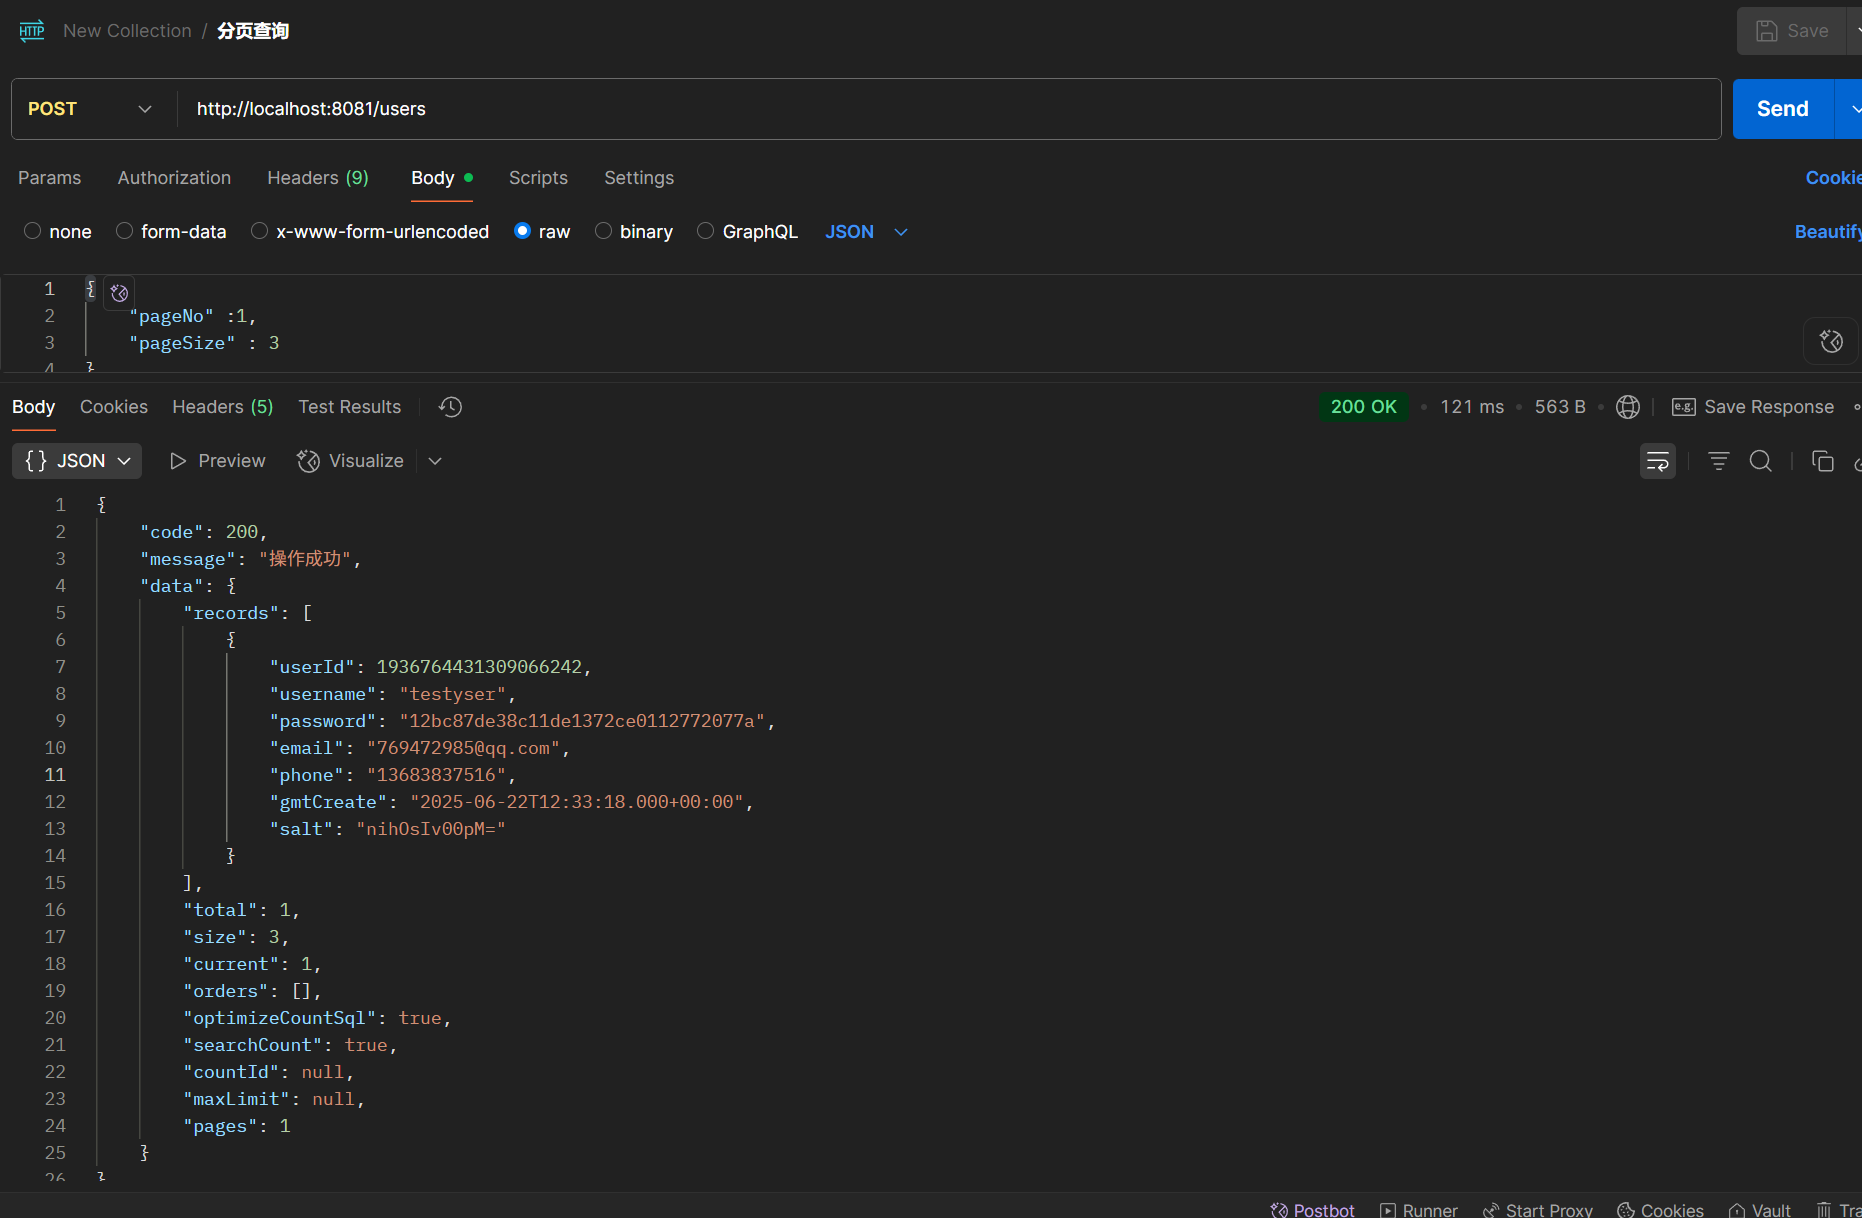 HTTP New Collection / 分页查询 Save
POST http://localhost:8081/users Send
Params Authorization Headers (9) Body Scripts Settings Cookie
none form-data x-www-form-urlencoded raw binary GraphQL JSON Beautify
1 {
2 "pageNo" :1,
3 "pageSize" : 3
4 }
Body Cookies Headers (5) Test Results 200 OK • 121 ms • 563 B • e.g. Save Response
{} JSON Preview Visualize
1 {
2 "code": 200,
3 "message": "操作成功",
4 "data": {
5 "records": [
6 {
7 "userId": 1936764431309066242,
8 "username": "testyser",
9 "password": "12bc87de38c11de1372ce0112772077a",
10 "email": "769472985@qq.com",
11 "phone": "13683837516",
12 "gmtCreate": "2025-06-22T12:33:18.000+00:00",
13 "salt": "nihOsIv00pM="
14 }
15 ],
16 "total": 1,
17 "size": 3,
18 "current": 1,
19 "orders": [],
20 "optimizeCountSql": true,
21 "searchCount": true,
22 "countId": null,
23 "maxLimit": null,
24 "pages": 1
25 }
26 }
Postbot Runner Start Proxy Cookies Vault Tra